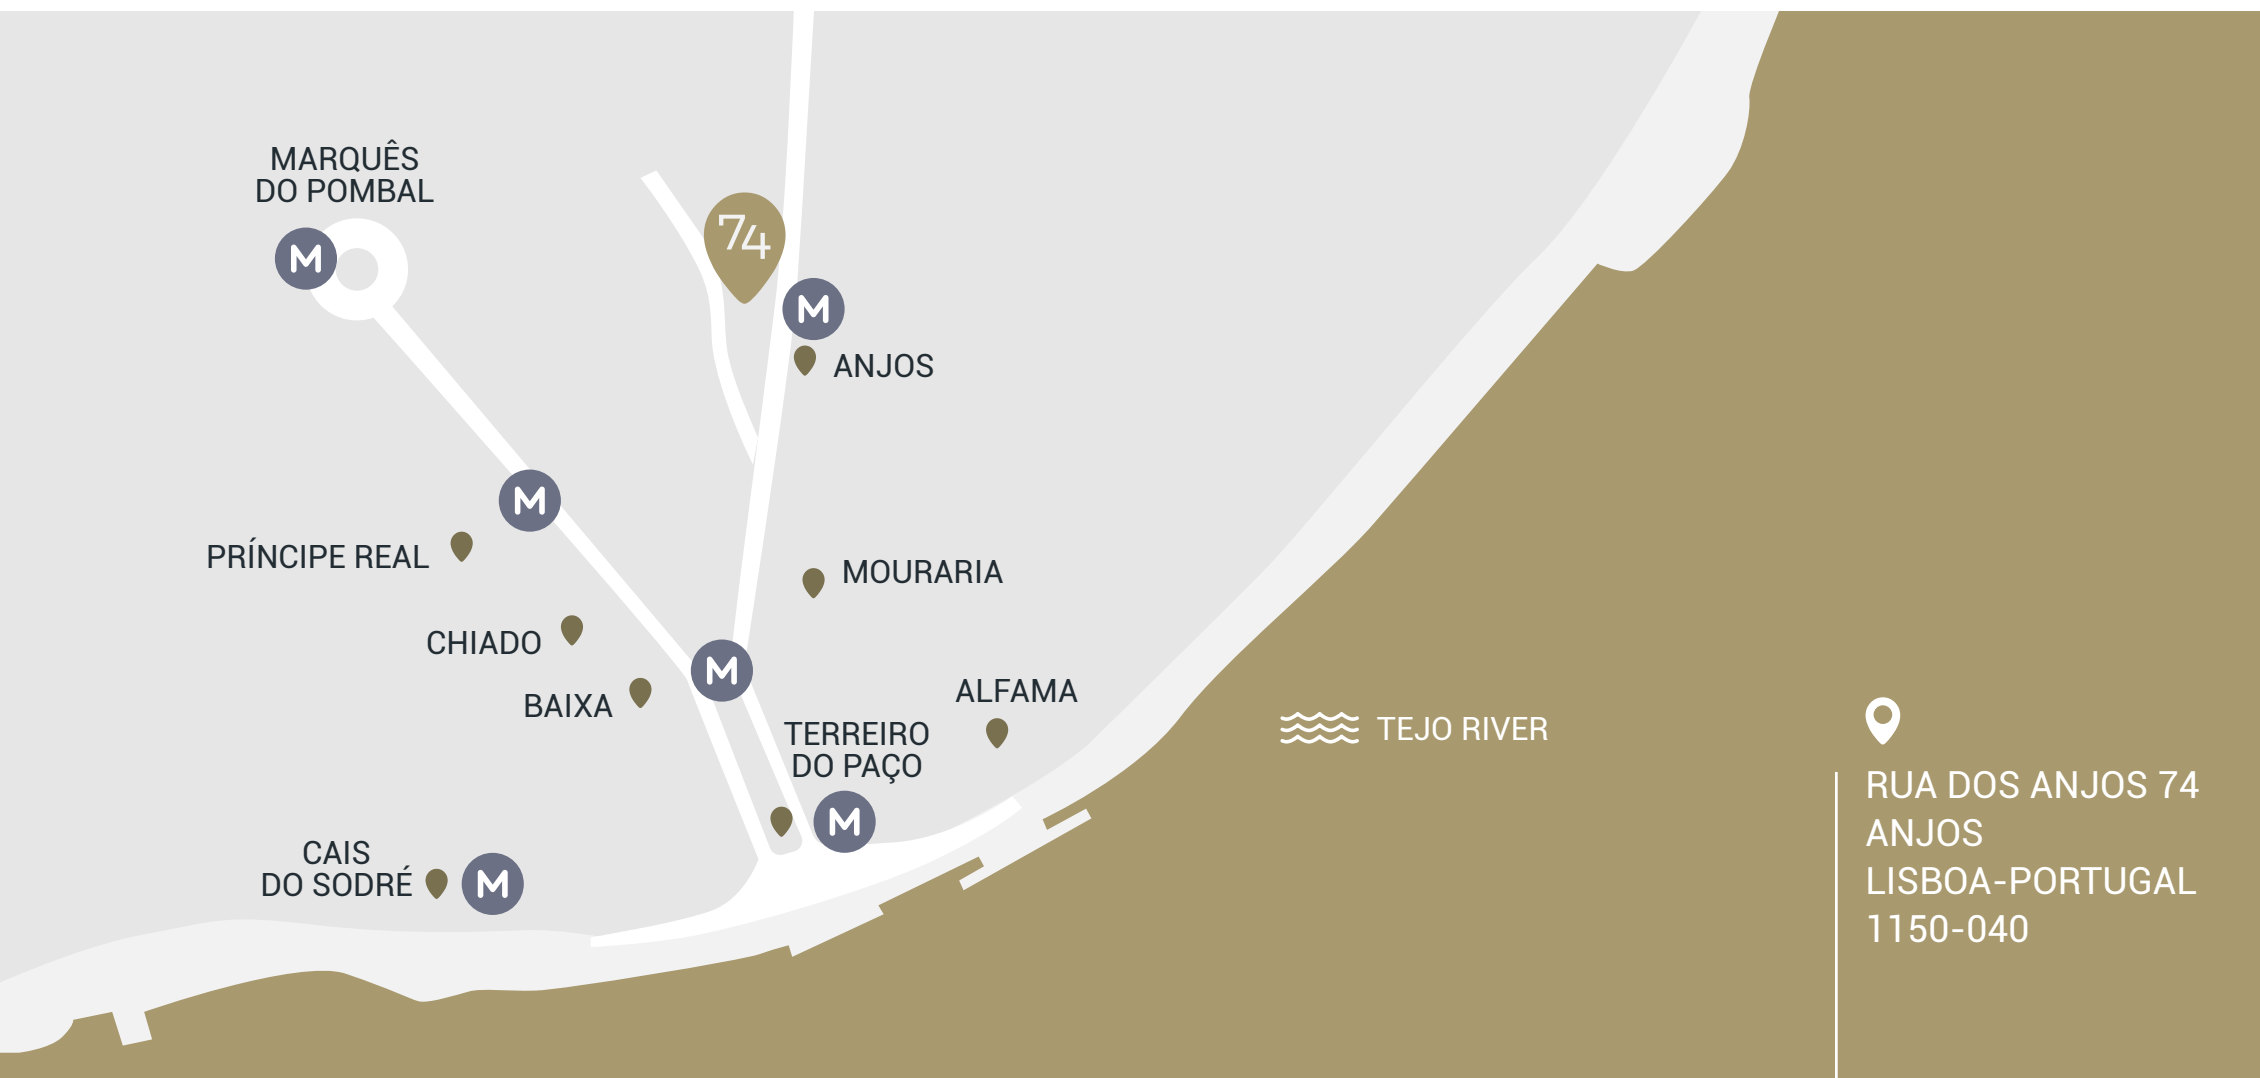 MARQUÊS
DO POMBAL
M
74
M
ANJOS
M
PRÍNCIPE REAL
MOURARIA
CHIADO
M
BAIXA
ALFAMA
TERREIRO
DO PAÇO
M
CAIS
DO SODRÉ
M
TEJO RIVER
RUA DOS ANJOS 74
ANJOS
LISBOA-PORTUGAL
1150-040